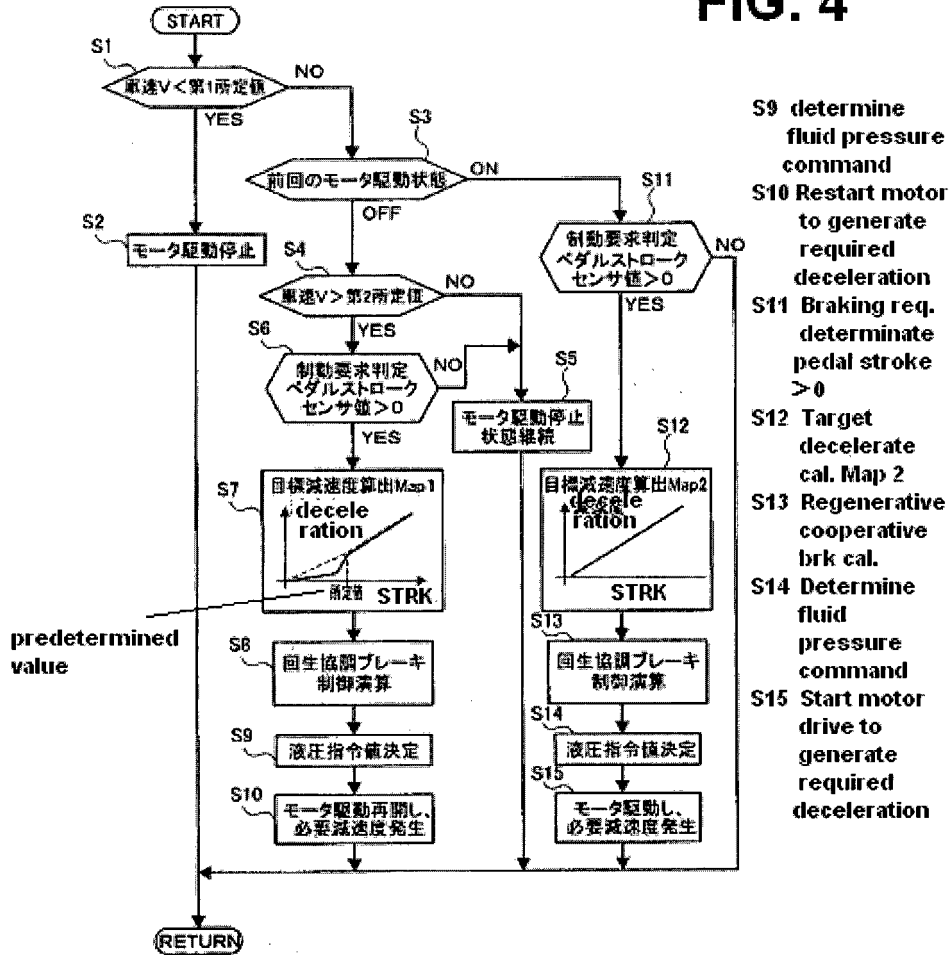 FIG. 4
START
S1
車速V<第1所定値
NO
YES
S3
前回のモータ駆動状態
ON
OFF
S2
モータ駆動停止
S11
制動要求判定
ペダルストローク
センサ値>0
NO
YES
S4
車速V>第2所定値
NO
YES
S6
制動要求判定
ペダルストローク
センサ値>0
NO
YES
S5
モータ駆動停止
状態継続
S7
目標減速度算出Map1
decele
ration
所定値
STRK
predetermined
value
S12
目標減速度算出Map2
decele
ration
STRK
S8
回生協調ブレーキ
制御演算
S13
回生協調ブレーキ
制御演算
S9
液圧指令値決定
S14
液圧指令値決定
S10
モータ駆動再開し、
必要減速度発生
S15
モータ駆動し、
必要減速度発生
RETURN
S9 determine
fluid pressure
command
S10 Restart motor
to generate
required
deceleration
S11 Braking req.
determinate
pedal stroke
>0
S12 Target
decelerate
cal. Map 2
S13 Regenerative
cooperative
brk cal.
S14 Determine
fluid
pressure
command
S15 Start motor
drive to
generate
required
deceleration